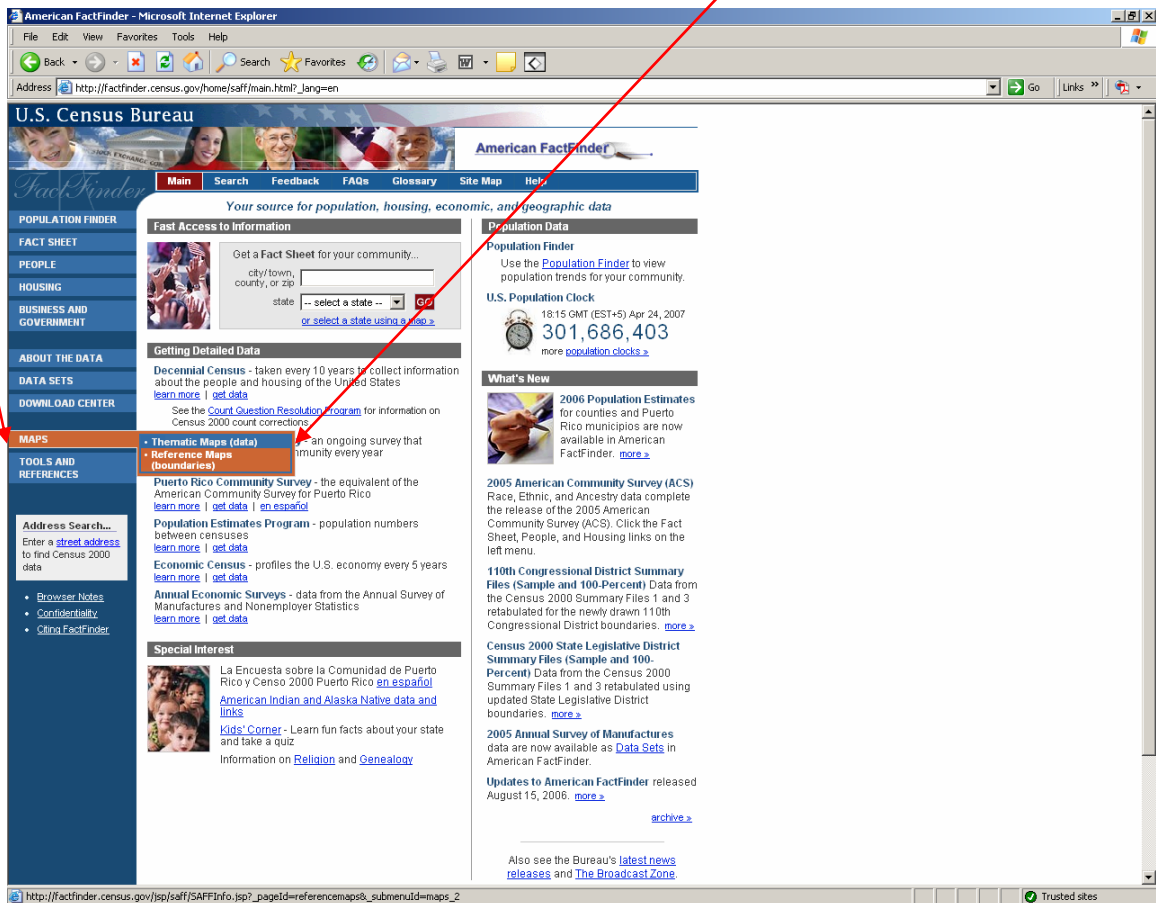 American FactFinder - Microsoft Internet Explorer
File Edit View Favorites Tools Help
Back Search Favorites
Address http://factfinder.census.gov/home/saff/main.html?_lang=en Go Links »
U.S. Census Bureau
American FactFinder
FactFinder
Main Search Feedback FAQs Glossary Site Map Help
Your source for population, housing, economic, and geographic data
POPULATION FINDER
FACT SHEET
PEOPLE
HOUSING
BUSINESS AND
GOVERNMENT
ABOUT THE DATA
DATA SETS
DOWNLOAD CENTER
MAPS
• Thematic Maps (data)
• Reference Maps
(boundaries)
TOOLS AND
REFERENCES
Address Search...
Enter a street address
to find Census 2000
data
• Browser Notes
• Confidentiality
• Citing FactFinder
Fast Access to Information
Get a Fact Sheet for your community...
city/town,
county, or zip
state -- select a state -- GO
or select a state using a map »
Getting Detailed Data
Decennial Census - taken every 10 years to collect information
about the people and housing of the United States
learn more | get data
See the Count Question Resolution Program for information on
Census 2000 count corrections
- an ongoing survey that
every year
Puerto Rico Community Survey - the equivalent of the
American Community Survey for Puerto Rico
learn more | get data | en español
Population Estimates Program - population numbers
between censuses
learn more | get data
Economic Census - profiles the U.S. economy every 5 years
learn more | get data
Annual Economic Surveys - data from the Annual Survey of
Manufactures and Nonemployer Statistics
learn more | get data
Special Interest
La Encuesta sobre la Comunidad de Puerto
Rico y Censo 2000 Puerto Rico en español
American Indian and Alaska Native data and
links
Kids' Corner - Learn fun facts about your state
and take a quiz
Information on Religion and Genealogy
Population Data
Population Finder
Use the Population Finder to view
population trends for your community.
U.S. Population Clock
18:15 GMT (EST+5) Apr 24, 2007
301,686,403
more population clocks »
What's New
2006 Population Estimates
for counties and Puerto
Rico municipios are now
available in American
FactFinder. more »
2005 American Community Survey (ACS)
Race, Ethnic, and Ancestry data complete
the release of the 2005 American
Community Survey (ACS). Click the Fact
Sheet, People, and Housing links on the
left menu.
110th Congressional District Summary
Files (Sample and 100-Percent) Data from
the Census 2000 Summary Files 1 and 3
retabulated for the newly drawn 110th
Congressional District boundaries. more »
Census 2000 State Legislative District
Summary Files (Sample and 100-
Percent) Data from the Census 2000
Summary Files 1 and 3 retabulated using
updated State Legislative District
boundaries. more »
2005 Annual Survey of Manufactures
data are now available as Data Sets in
American FactFinder.
Updates to American FactFinder released
August 15, 2006. more »
archive »
Also see the Bureau's latest news
releases and The Broadcast Zone.
http://factfinder.census.gov/jsp/saff/SAFFInfo.jsp?_pageId=referencemaps&_submenuId=maps_2 Trusted sites